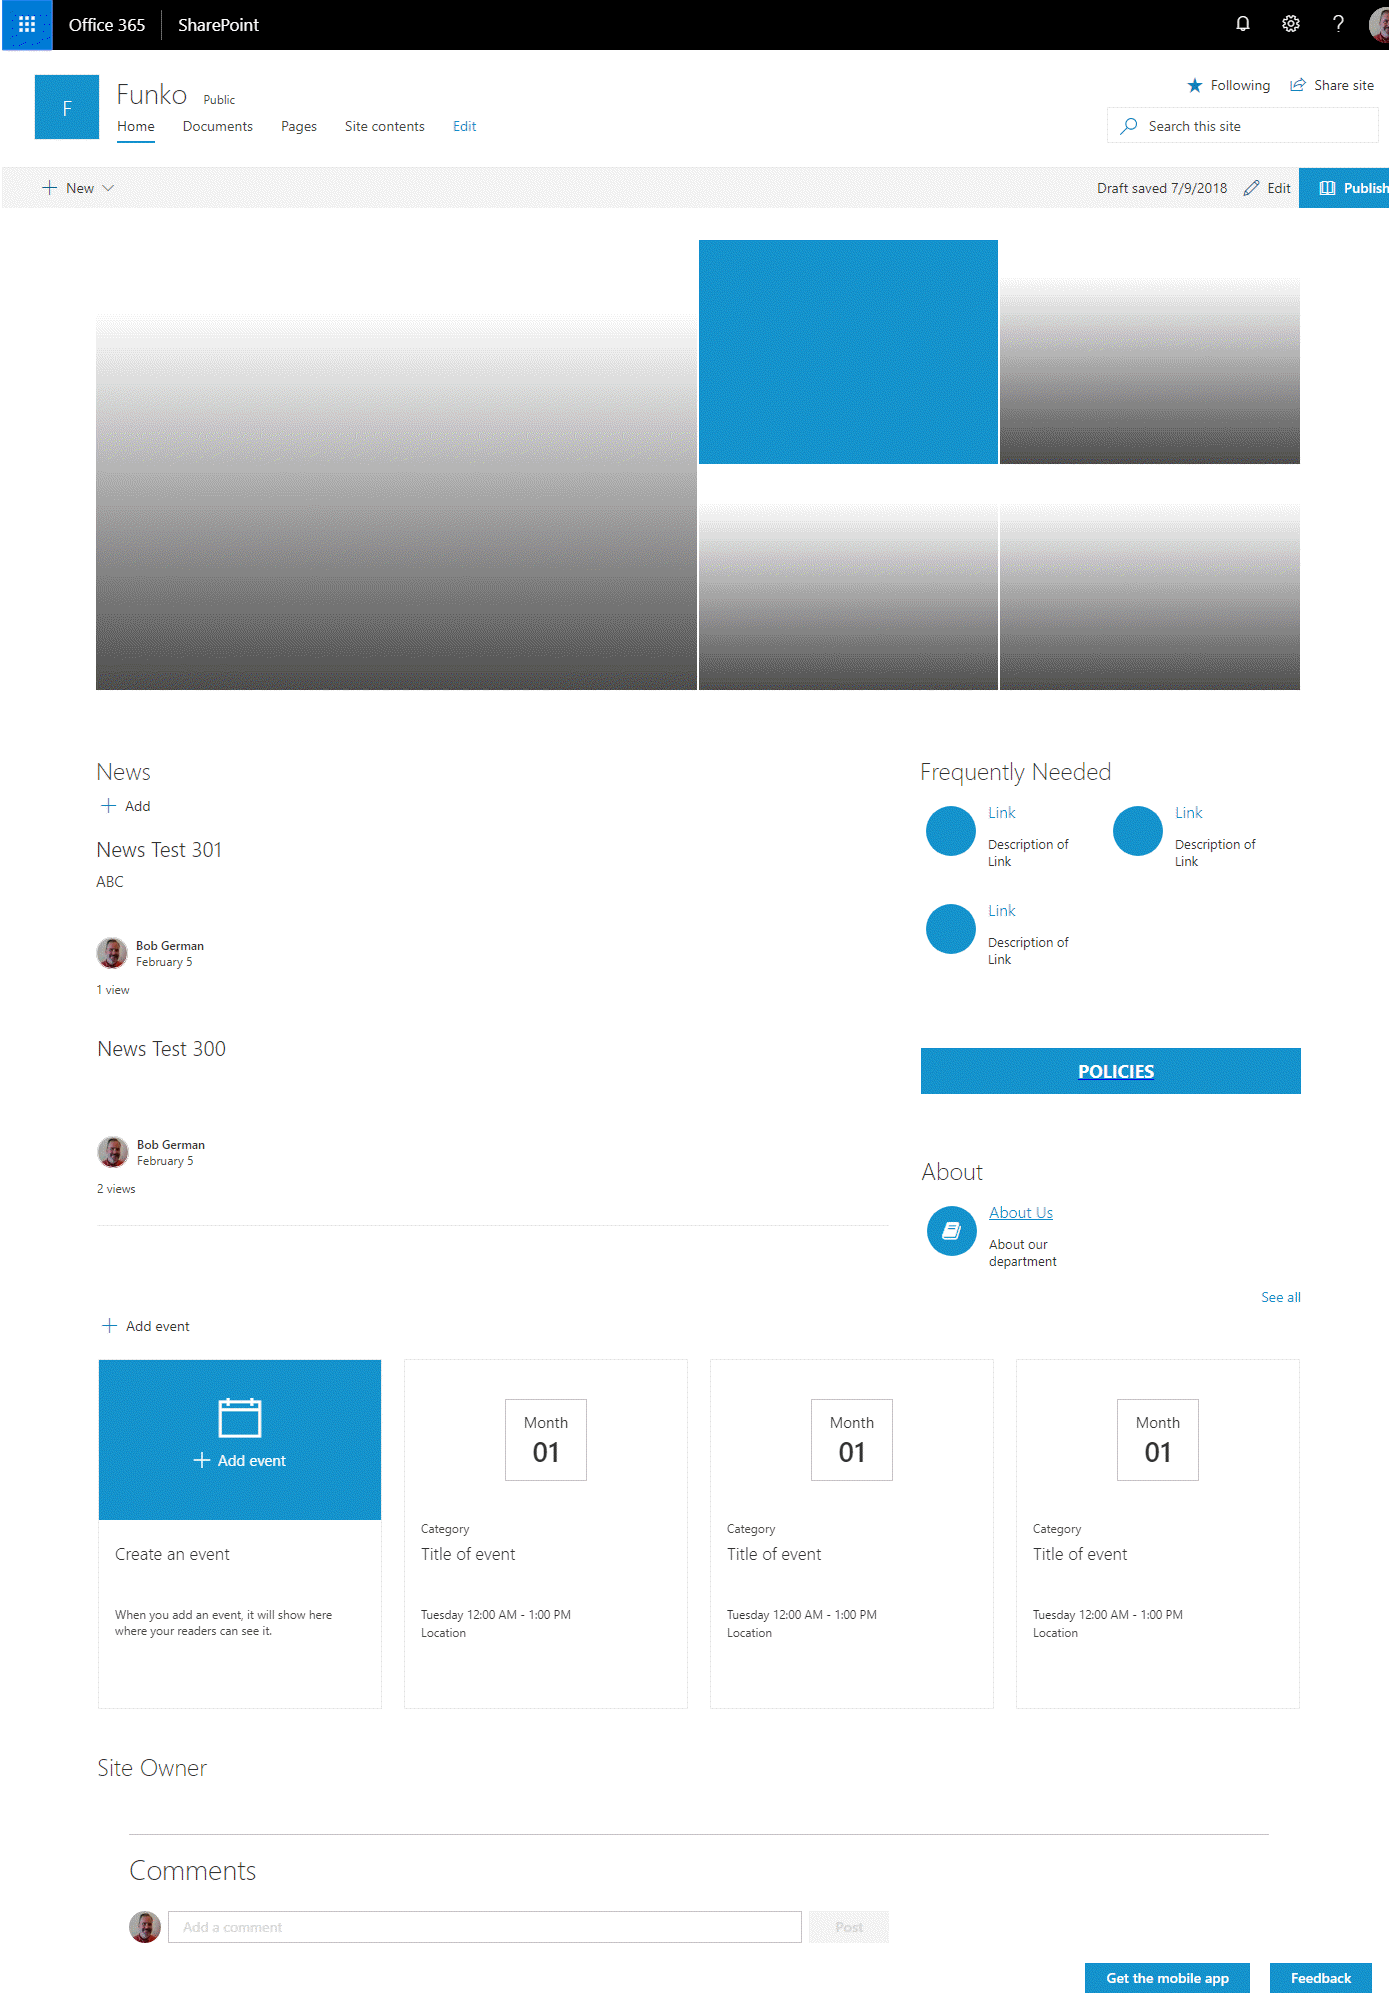 Office 365
SharePoint
?
F
Funko
Public
Following
Share site
Home
Documents
Pages
Site contents
Edit
Search this site
New
Draft saved 7/9/2018
Edit
Publish
News
Add
News Test 301
ABC
Bob German
February 5
1 view
News Test 300
Bob German
February 5
2 views
Frequently Needed
Link
Description of
Link
Link
Description of
Link
Link
Description of
Link
POLICIES
About
About Us
About our
department
See all
Add event
Add event
Create an event
When you add an event, it will show here
where your readers can see it.
Month
01
Category
Title of event
Tuesday 12:00 AM - 1:00 PM
Location
Month
01
Category
Title of event
Tuesday 12:00 AM - 1:00 PM
Location
Month
01
Category
Title of event
Tuesday 12:00 AM - 1:00 PM
Location
Site Owner
Comments
Add a comment
Post
Get the mobile app
Feedback